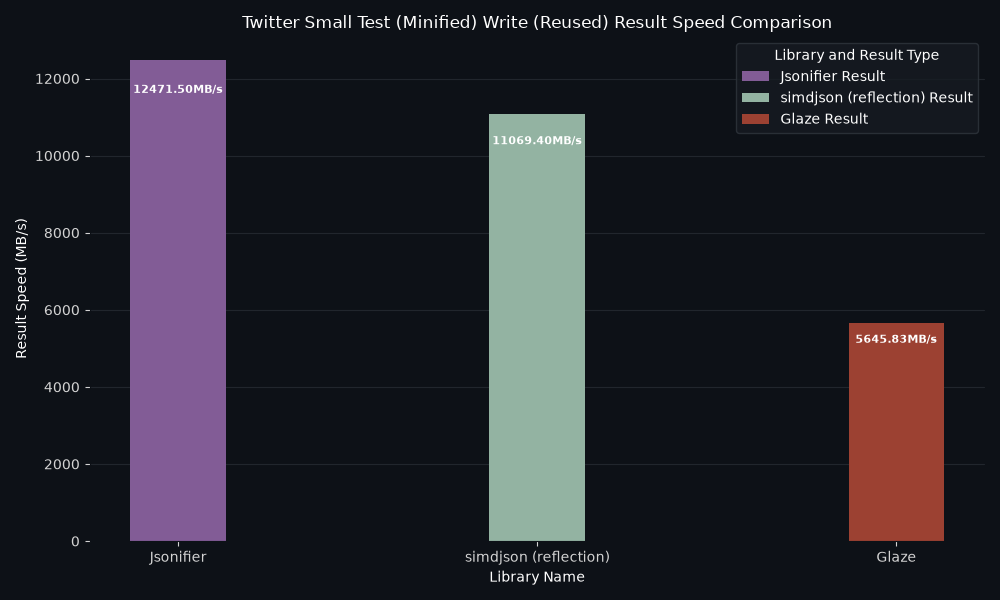 Twitter Small Test (Minified) Write (Reused) Result Speed Comparison
Library and Result Type
Jsonifier Result
simdjson (reflection) Result
Glaze Result
12471.50MB/s
11069.40MB/s
5645.83MB/s
Result Speed (MB/s)
12000
10000
8000
6000
4000
2000
0
Jsonifier
simdjson (reflection)
Glaze
Library Name